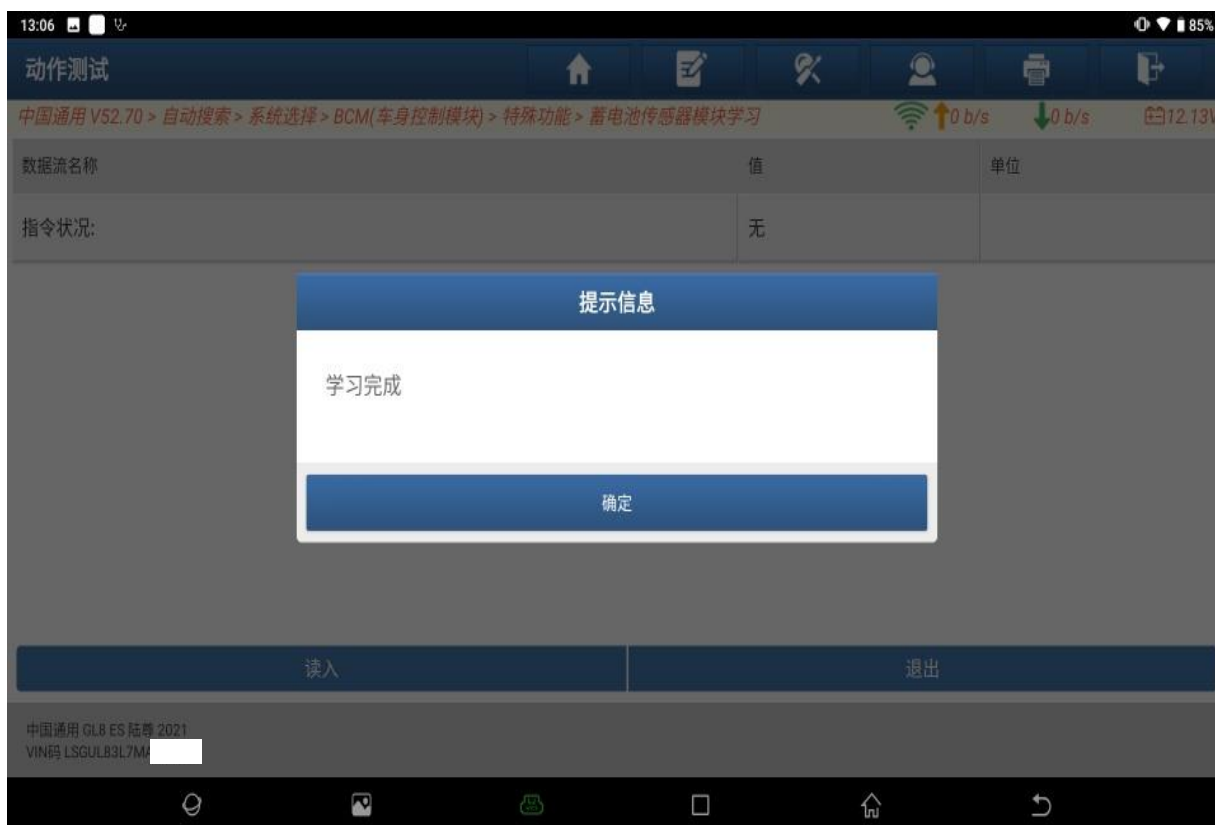 13:06
85%
动作测试
中国通用 V52.70 > 自动搜索 > 系统选择 > BCM(车身控制模块) > 特殊功能 > 蓄电池传感器模块学习
0 b/s
0 b/s
12.13V
数据流名称
值
单位
指令状况:
无
提示信息
学习完成
确定
读入
退出
中国通用 GL8 ES 陆尊 2021
VIN码 LSGUL83L7MA